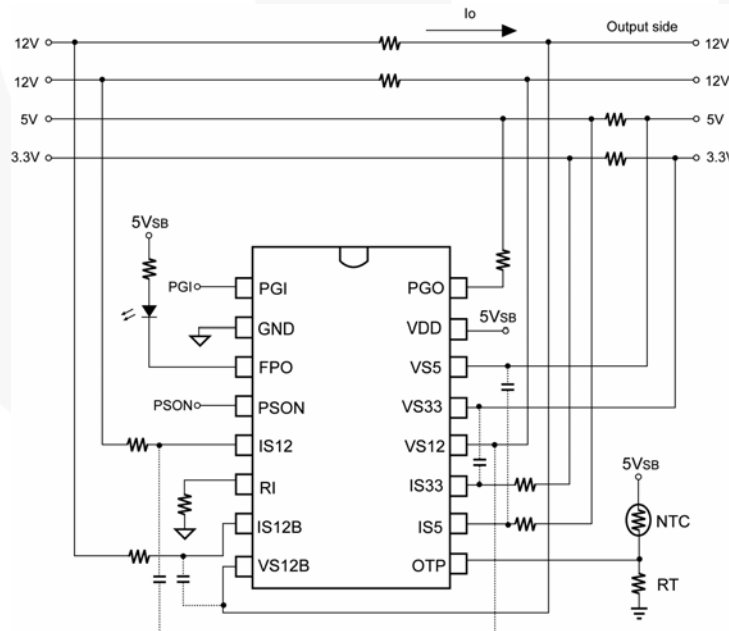 Io
Output side
12V 12V
12V 12V
5V 5V
3.3V 3.3V
5VSB
PGI PGI PGO
GND VDD 5VSB
FPO VS5
PSON PSON VS33
IS12 VS12
5VSB
RI IS33
IS12B IS5 NTC
VS12B OTP
RT